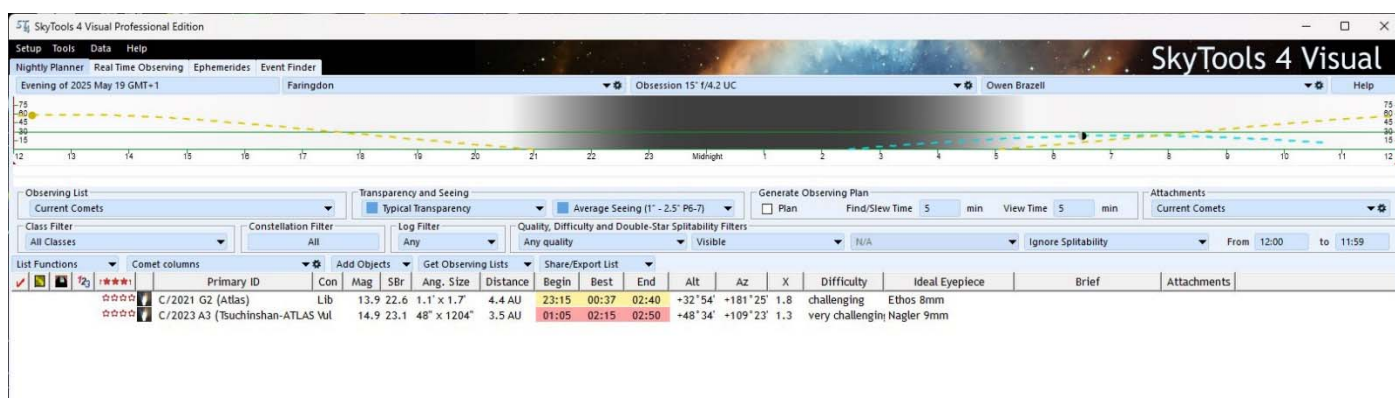 SkyTools 4 Visual Professional Edition
Setup Tools Data Help
SkyTools 4 Visual
Nightly Planner Real Time Observing Ephemerides Event Finder
Evening of 2025 May 19 GMT+1 Faringdon Obsession 15" f/4.2 UC Owen Brazell Help
75 75
60 60
45 45
30 30
15 15
12 13 14 15 16 17 18 19 20 21 22 23 Midnight 1 2 3 4 5 6 7 8 9 10 11 12
Observing List Transparency and Seeing Generate Observing Plan Attachments
Current Comets Typical Transparency Average Seeing (1" - 2.5" P6-7) Plan Find/Slew Time 5 min View Time 5 min Current Comets
Class Filter Constellation Filter Log Filter Quality, Difficulty and Double-Star Splitability Filters
All Classes All Any Any quality Visible N/A Ignore Splitability From 12:00 to 11:59
List Functions Comet columns Add Objects Get Observing Lists Share/Export List
Primary ID Con Mag SBr Ang. Size Distance Begin Best End Alt Az X Difficulty Ideal Eyepiece Brief Attachments
C/2021 G2 (Atlas) Lib 13.9 22.6 1.1' x 1.7' 4.4 AU 23:15 00:37 02:40 +32°54' +181°25' 1.8 challenging Ethos 8mm
C/2023 A3 (Tsuchinshan-ATLAS Vul 14.9 23.1 48" x 1204" 3.5 AU 01:05 02:15 02:50 +48°34' +109°23' 1.3 very challenging Nagler 9mm